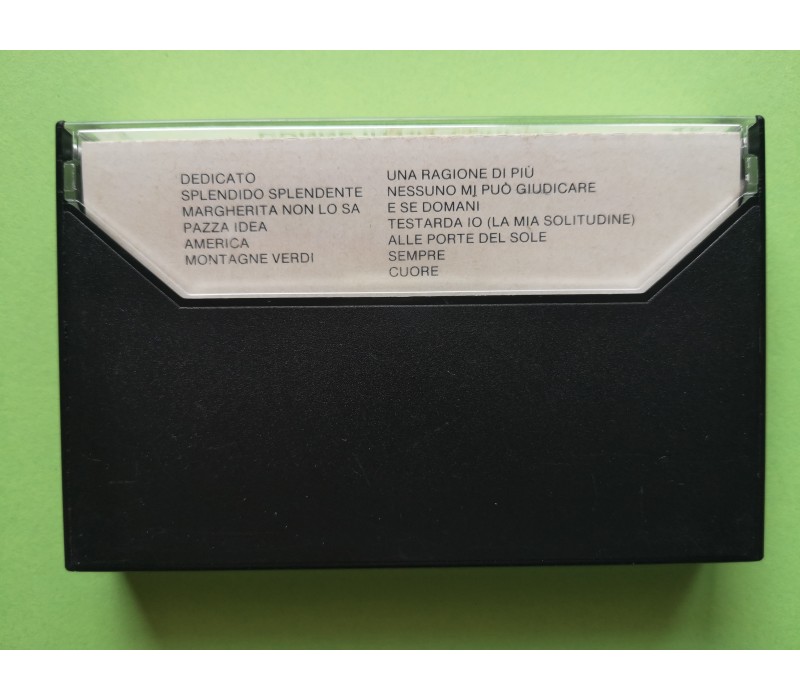 DEDICATO
SPLENDIDO SPLENDENTE
MARGHERITA NON LO SA
PAZZA IDEA
AMERICA
MONTAGNE VERDI
UNA RAGIONE DI PIÙ
NESSUNO MI PUÒ GIUDICARE
E SE DOMANI
TESTARDA IO (LA MIA SOLITUDINE)
ALLE PORTE DEL SOLE
SEMPRE
CUORE